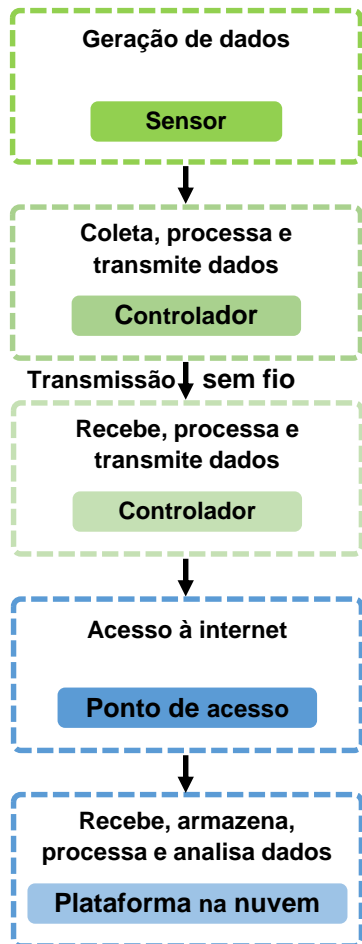 Geração de dados
Sensor
Coleta, processa e
transmite dados
Controlador
Transmissão sem fio
Recebe, processa e
transmite dados
Controlador
Acesso à internet
Ponto de acesso
Recebe, armazena,
processa e analisa dados
Plataforma na nuvem